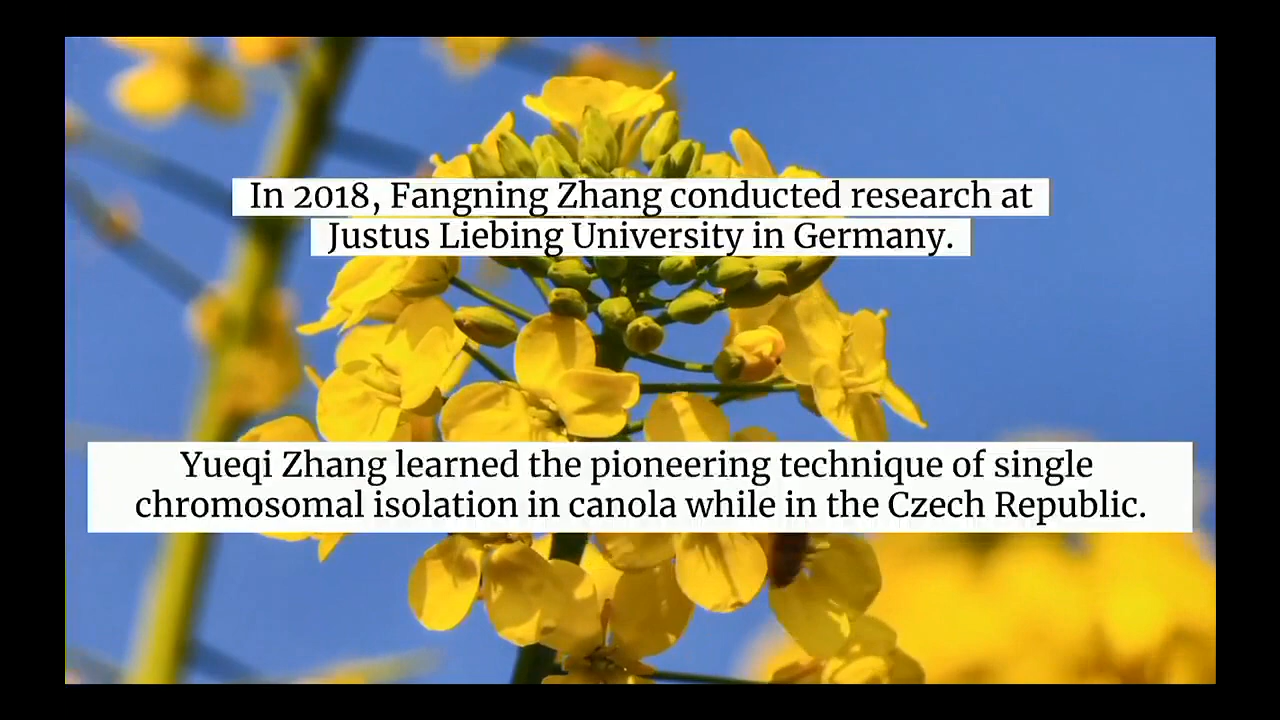 In 2018, Fangning Zhang conducted research at
Justus Liebing University in Germany.
Yueqi Zhang learned the pioneering technique of single
chromosomal isolation in canola while in the Czech Republic.